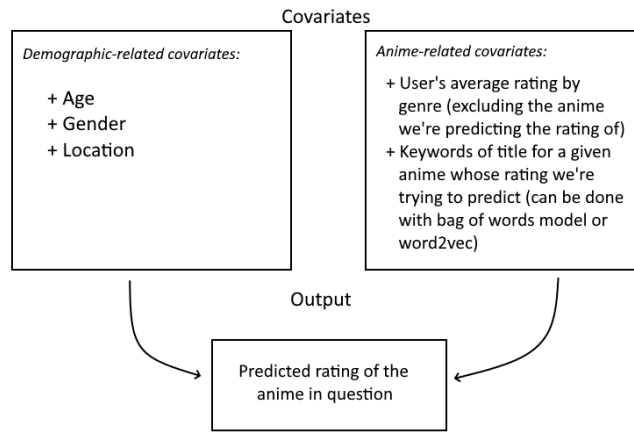 Covariates
Demographic-related covariates:
+ Age
+ Gender
+ Location
Anime-related covariates:
+ User's average rating by
genre (excluding the anime
we're predicting the rating of)
+ Keywords of title for a given
anime whose rating we're
trying to predict (can be done
with bag of words model or
word2vec)
Output
Predicted rating of the
anime in question